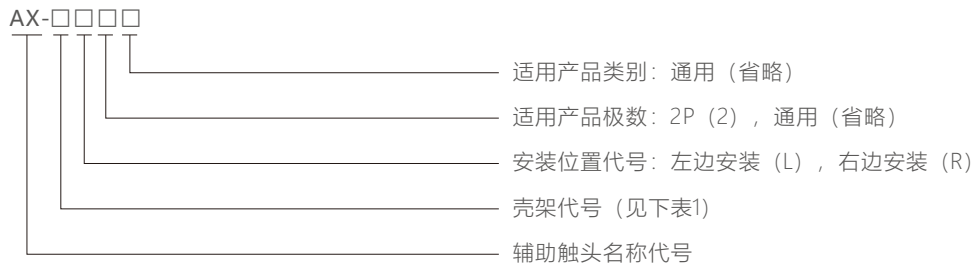 AX-□□□□
适用产品类别：通用（省略）
适用产品极数：2P（2），通用（省略）
安装位置代号：左边安装（L），右边安装（R）
壳架代号（见下表1）
辅助触头名称代号